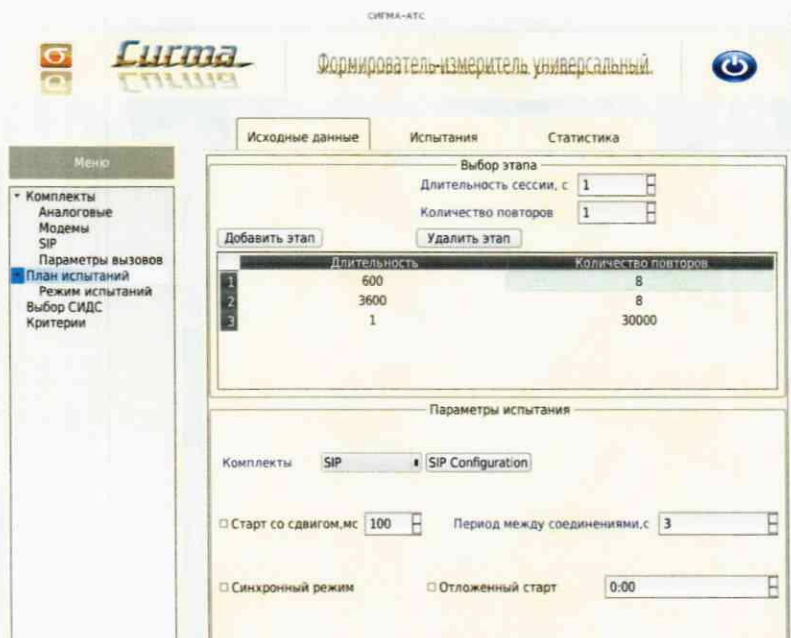 СИГМА-АТС
σ Сигма
Формирователь-измеритель универсальный
Исходные данные Испытания Статистика
Меню
Комплекты
Аналоговые
Модемы
SIP
Параметры вызовов
План испытаний
Режим испытаний
Выбор СИДС
Критерии
Выбор этапа
Длительность сессии, с 1
Количество повторов 1
Добавить этап Удалить этап
Длительность Количество повторов
1 600 8
2 3600 8
3 1 30000
Параметры испытания
Комплекты SIP SIP Configuration
Старт со сдвигом,мс 100 Период между соединениями,с 3
Синхронный режим Отложенный старт 0:00